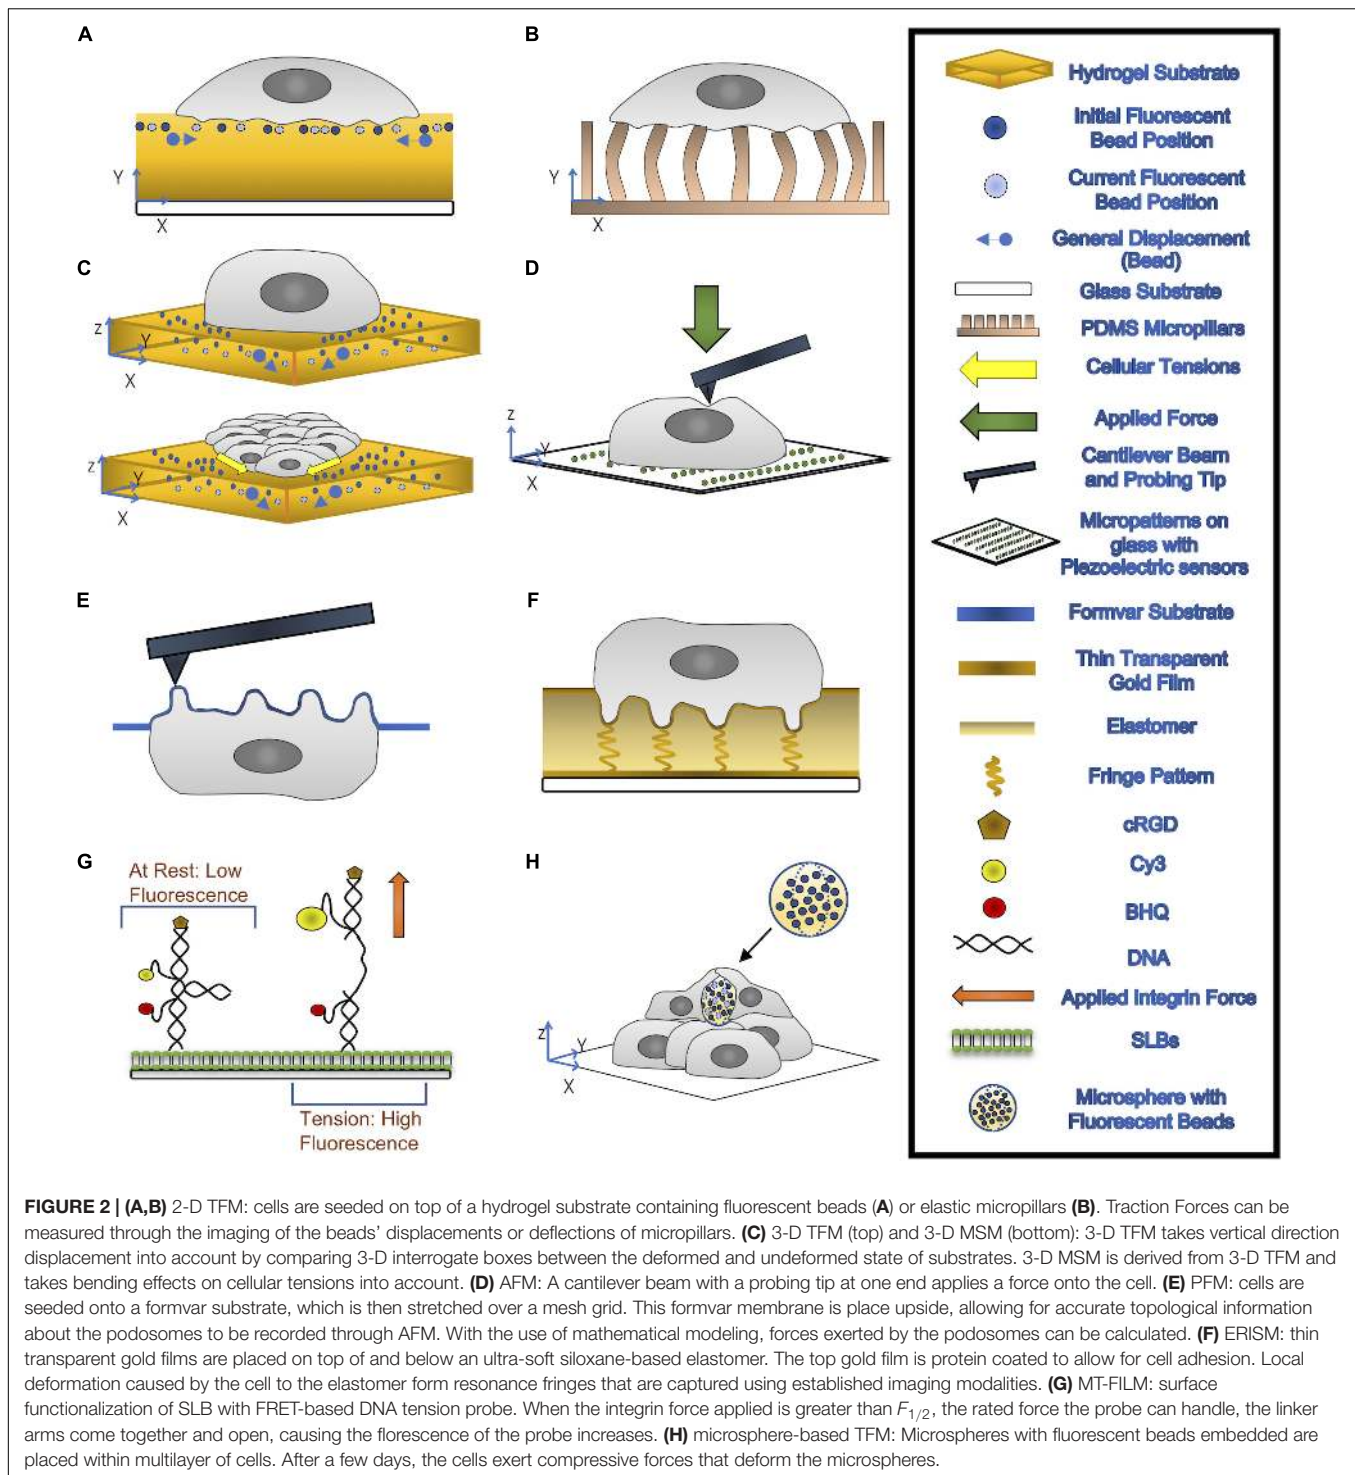 A
B
Y
X
Y
X
C
D
Z
Y
X
Z
Y
X
Z
Y
X
E
F
G
At Rest: Low
Fluorescence
Tension: High
Fluorescence
H
Z
Y
X
Hydrogel Substrate
Initial Fluorescent
Bead Position
Current Fluorescent
Bead Position
General Displacement
(Bead)
Glass Substrate
PDMS Micropillars
Cellular Tensions
Applied Force
Cantilever Beam
and Probing Tip
Micropatterns on
glass with
Piezoelectric sensors
Formvar Substrate
Thin Transparent
Gold Film
Elastomer
Fringe Pattern
cRGD
Cy3
BHQ
DNA
Applied Integrin Force
SLBs
Microsphere with
Fluorescent Beads
FIGURE 2 | (A,B) 2-D TFM: cells are seeded on top of a hydrogel substrate containing fluorescent beads (A) or elastic micropillars (B). Traction Forces can be
measured through the imaging of the beads' displacements or deflections of micropillars. (C) 3-D TFM (top) and 3-D MSM (bottom): 3-D TFM takes vertical direction
displacement into account by comparing 3-D interrogate boxes between the deformed and undeformed state of substrates. 3-D MSM is derived from 3-D TFM and
takes bending effects on cellular tensions into account. (D) AFM: A cantilever beam with a probing tip at one end applies a force onto the cell. (E) PFM: cells are
seeded onto a formvar substrate, which is then stretched over a mesh grid. This formvar membrane is place upside, allowing for accurate topological information
about the podosomes to be recorded through AFM. With the use of mathematical modeling, forces exerted by the podosomes can be calculated. (F) ERISM: thin
transparent gold films are placed on top of and below an ultra-soft siloxane-based elastomer. The top gold film is protein coated to allow for cell adhesion. Local
deformation caused by the cell to the elastomer form resonance fringes that are captured using established imaging modalities. (G) MT-FILM: surface
functionalization of SLB with FRET-based DNA tension probe. When the integrin force applied is greater than F1/2, the rated force the probe can handle, the linker
arms come together and open, causing the florescence of the probe increases. (H) microsphere-based TFM: Microspheres with fluorescent beads embedded are
placed within multilayer of cells. After a few days, the cells exert compressive forces that deform the microspheres.